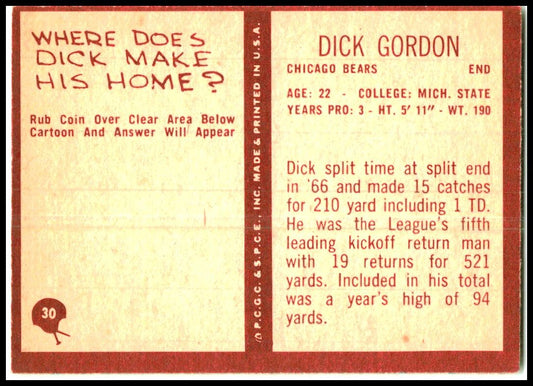 WHERE DOES
DICK MAKE
HIS HOME?
Rub Coin Over Clear Area Below
Cartoon And Answer Will Appear
30
© P.C.G.C. & S.P.C.E., INC. MADE & PRINTED IN U.S.A.
DICK GORDON
CHICAGO BEARS END
AGE: 22 - COLLEGE: MICH. STATE
YEARS PRO: 3 - HT. 5' 11" - WT. 190
Dick split time at split end
in '66 and made 15 catches
for 210 yard including 1 TD.
He was the League's fifth
leading kickoff return man
with 19 returns for 521
yards. Included in his total
was a year's high of 94
yards.